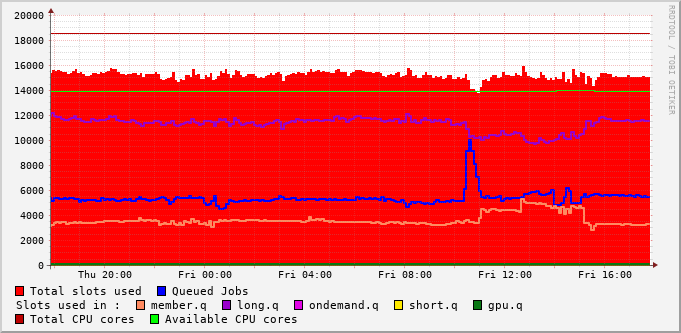 20000
18000
16000
14000
12000
10000
8000
6000
4000
2000
0
Thu 20:00 Fri 00:00 Fri 04:00 Fri 08:00 Fri 12:00 Fri 16:00
Total slots used Queued Jobs
Slots used in : member.q long.q ondemand.q short.q gpu.q
Total CPU cores Available CPU cores
RRDTOOL / TOBI OETIKER